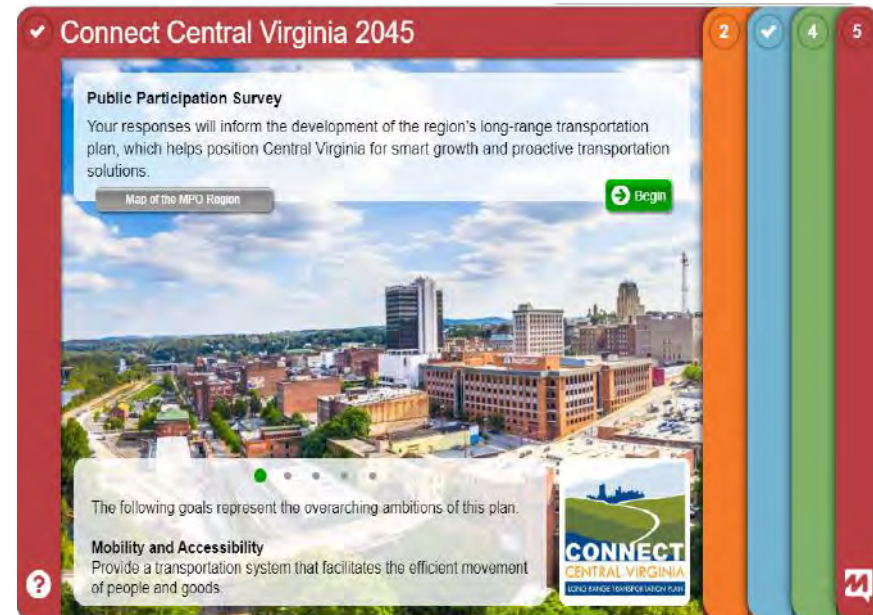 Connect Central Virginia 2045
2
4
5
Public Participation Survey
Your responses will inform the development of the region's long-range transportation
plan, which helps position Central Virginia for smart growth and proactive transportation
solutions.
Map of the MPO Region
Begin
The following goals represent the overarching ambitions of this plan.
Mobility and Accessibility
Provide a transportation system that facilitates the efficient movement
of people and goods.
CONNECT
CENTRAL VIRGINIA
LONG RANGE TRANSPORTATION PLAN
?